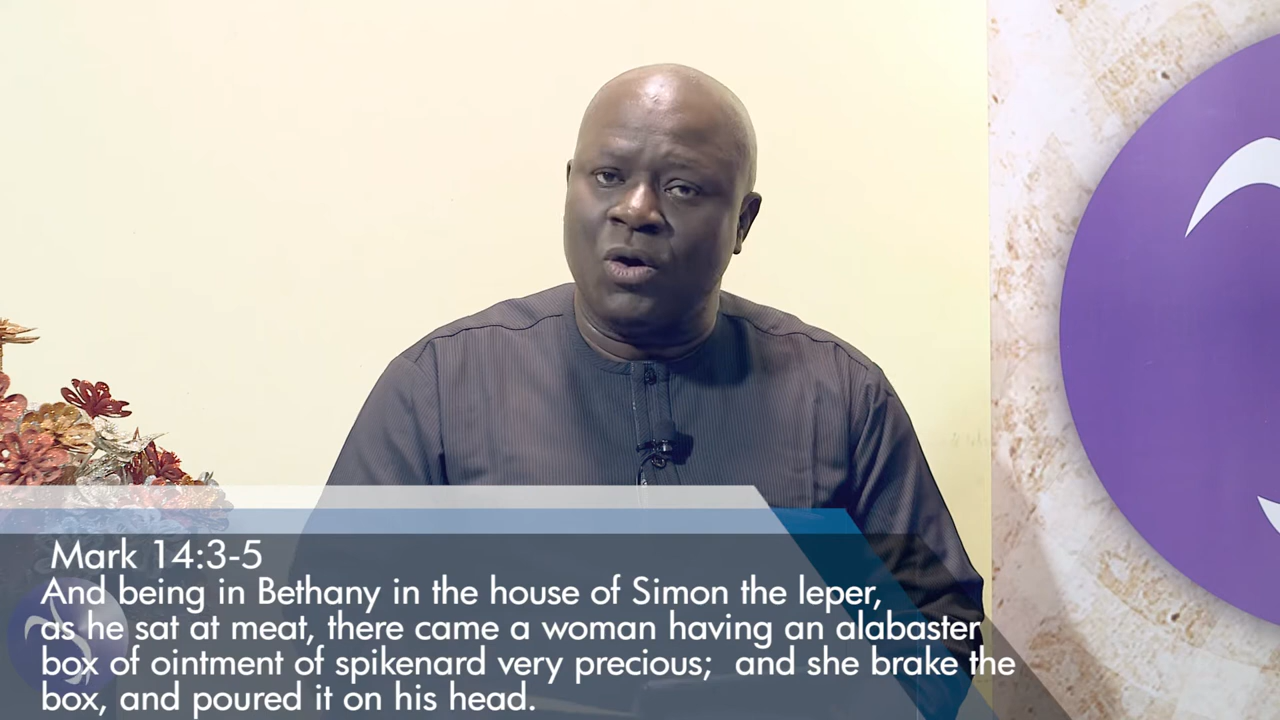 Mark 14:3-5
And being in Bethany in the house of Simon the leper,
as he sat at meat, there came a woman having an alabaster
box of ointment of spikenard very precious;  and she brake the
box, and poured it on his head.